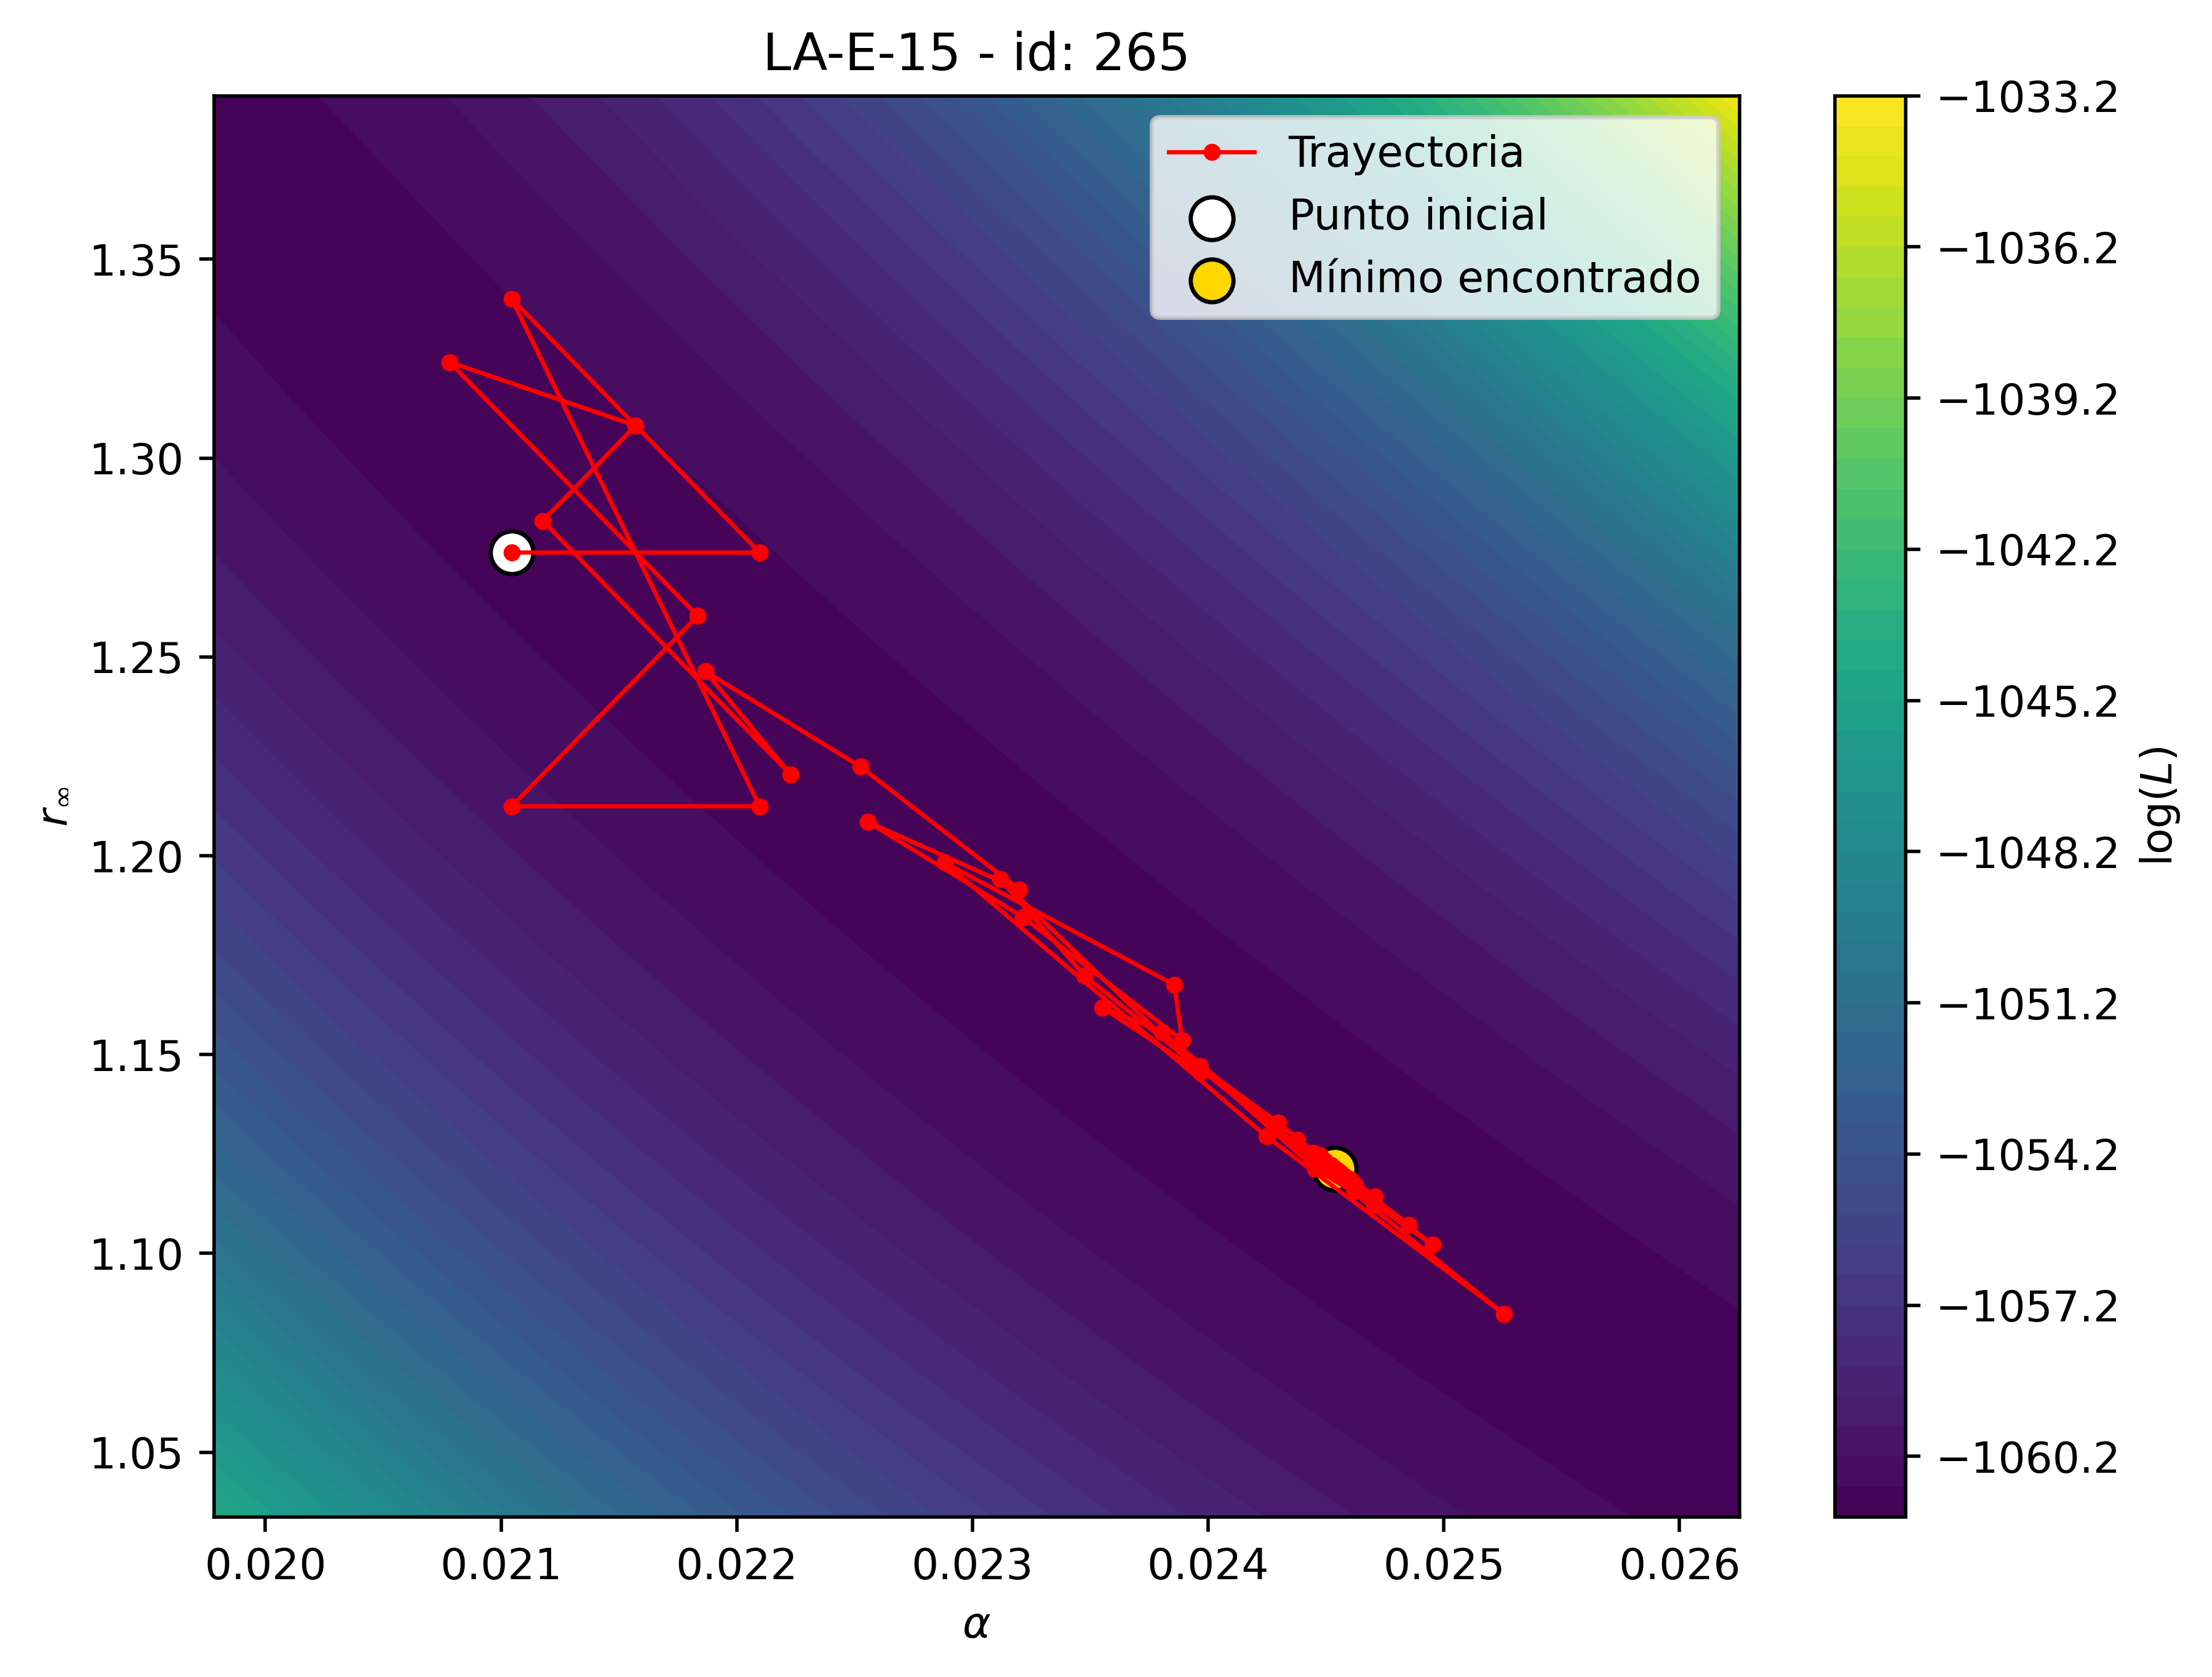 LA-E-15 - id: 265
Trayectoria
Punto inicial
Mínimo encontrado
1.35
1.30
1.25
1.20
1.15
1.10
1.05
r∞
0.020 0.021 0.022 0.023 0.024 0.025 0.026
α
−1033.2
−1036.2
−1039.2
−1042.2
−1045.2
−1048.2
−1051.2
−1054.2
−1057.2
−1060.2
log(L)